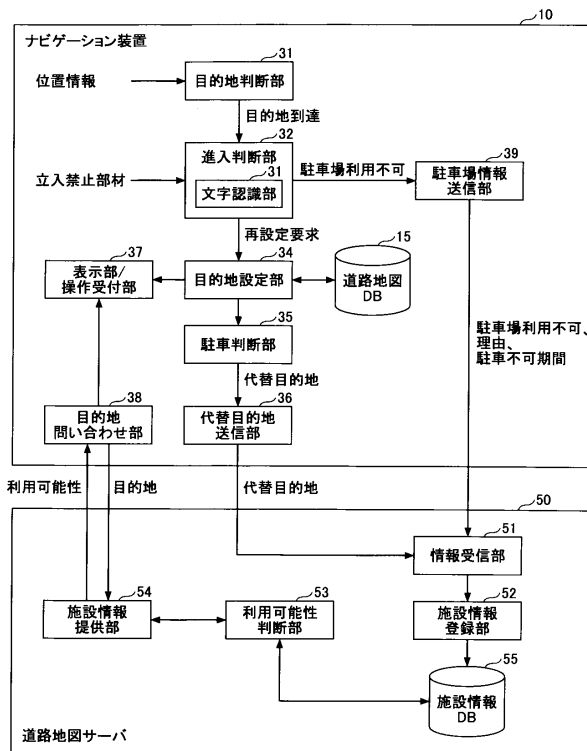 10
ナビゲーション装置
31
位置情報
目的地判断部
目的地到達
32
進入判断部
31
文字認識部
立入禁止部材
駐車場利用不可
39
駐車場情報
送信部
再設定要求
37
表示部/
操作受付部
34
目的地設定部
15
道路地図
DB
35
駐車判断部
駐車場利用不可、
理由、
駐車不可期間
代替目的地
38
目的地
問い合わせ部
36
代替目的地
送信部
利用可能性
目的地
代替目的地
50
51
情報受信部
54
施設情報
提供部
53
利用可能性
判断部
52
施設情報
登録部
55
施設情報
DB
道路地図サーバ